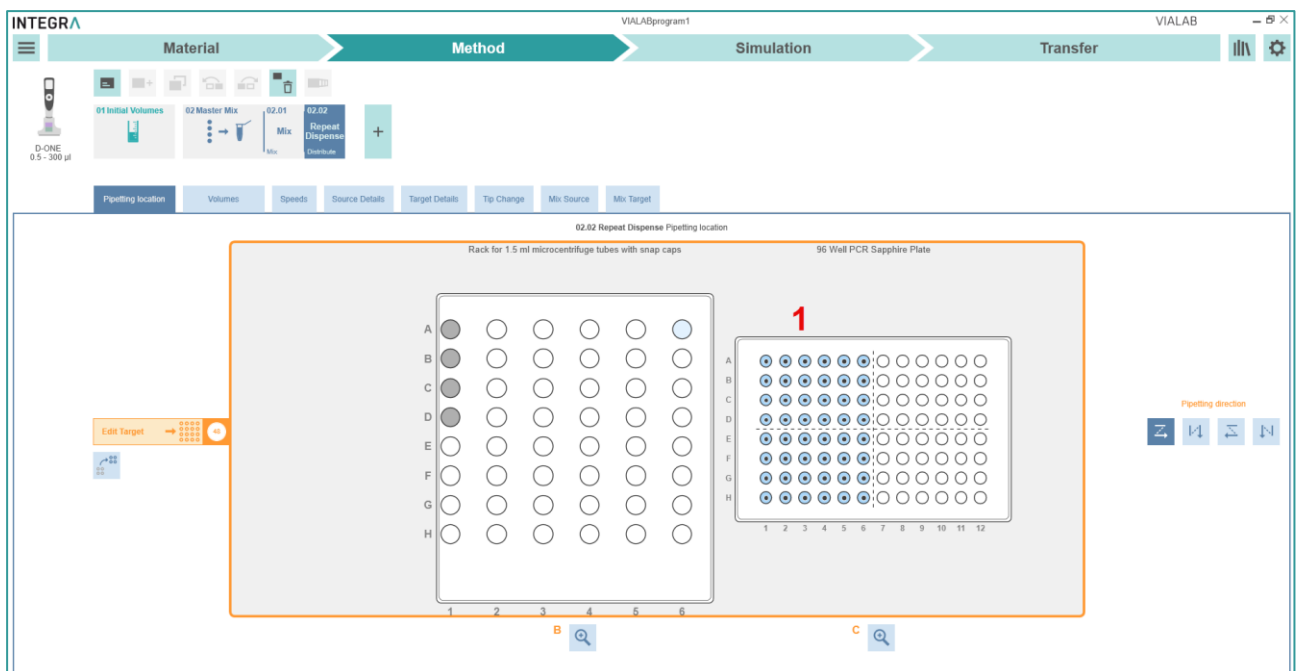 INTEGRA
VIALABprogram1
VIALAB
Material
Method
Simulation
Transfer
D-ONE
0.5 - 300 µl
01 Initial Volumes
02 Master Mix
02.01
Mix
Mix
02.02
Repeat
Dispense
Distribute
+
Pipetting location
Volumes
Speeds
Source Details
Target Details
Tip Change
Mix Source
Mix Target
02.02 Repeat Dispense Pipetting location
Rack for 1.5 ml microcentrifuge tubes with snap caps
96 Well PCR Sapphire Plate
1
A
B
C
D
E
F
G
H
1 2 3 4 5 6
A
B
C
D
E
F
G
H
1 2 3 4 5 6 7 8 9 10 11 12
Edit Target
Pipetting direction
B
C